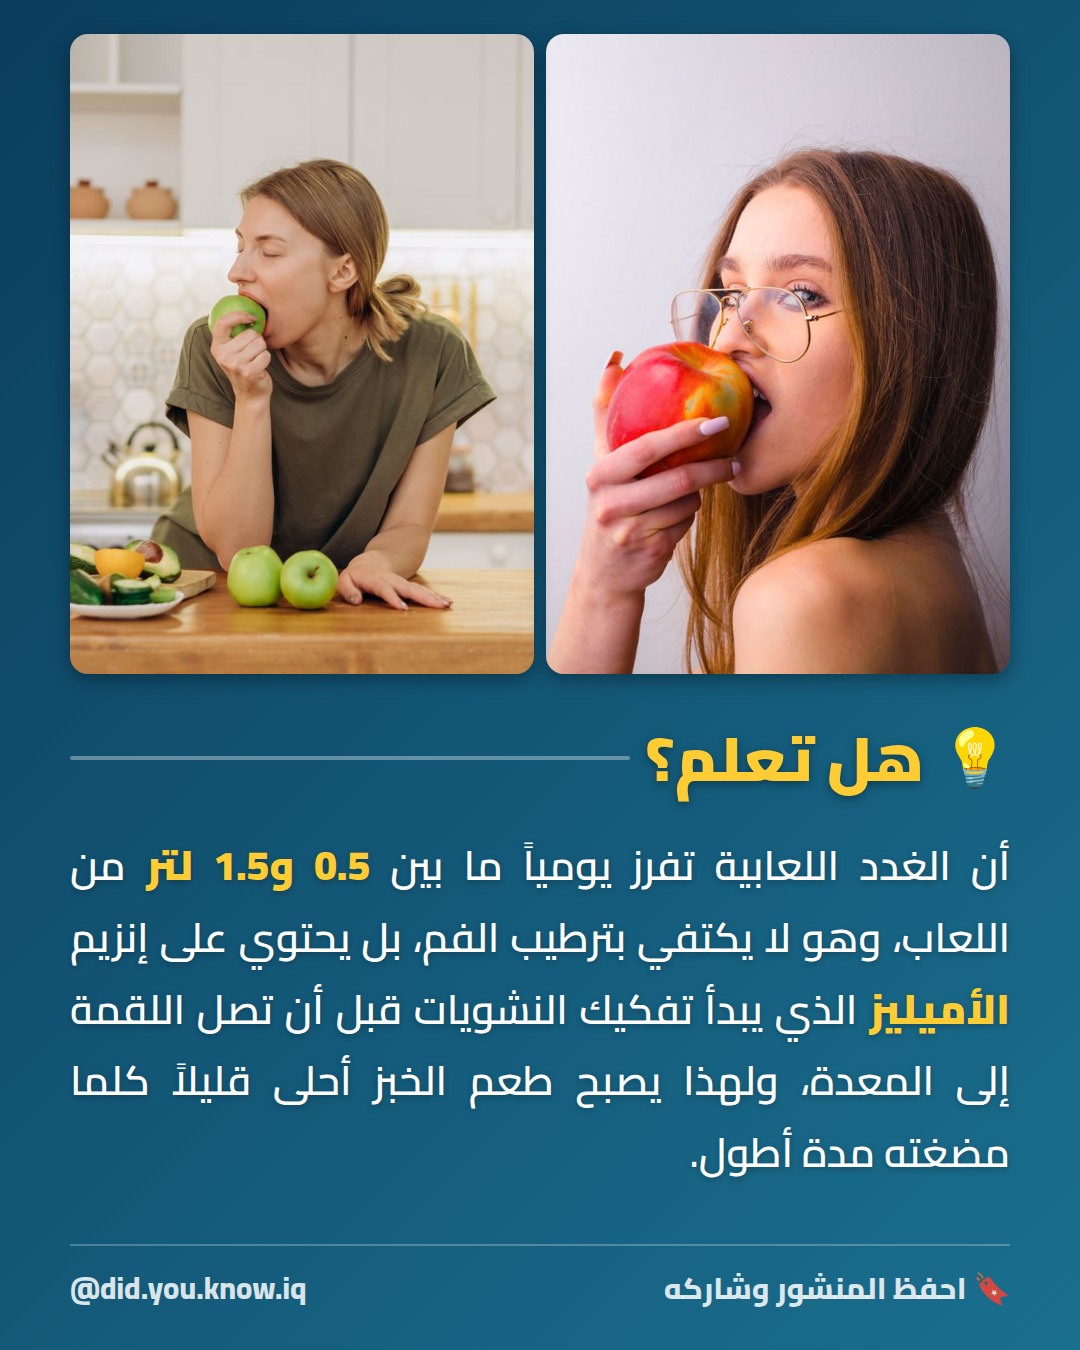 هل تعلم؟
أن الغدد اللعابية تفرز يومياً ما بين 0.5 و1.5 لتر من
اللعاب، وهو لا يكتفي بترطيب الفم، بل يحتوي على إنزيم
الأميليز الذي يبدأ تفكيك النشويات قبل أن تصل اللقمة
إلى المعدة، ولهذا يصبح طعم الخبز أحلى قليلاً كلما
مضغته مدة أطول.
احفظ المنشور وشاركه
@did.you.know.iq